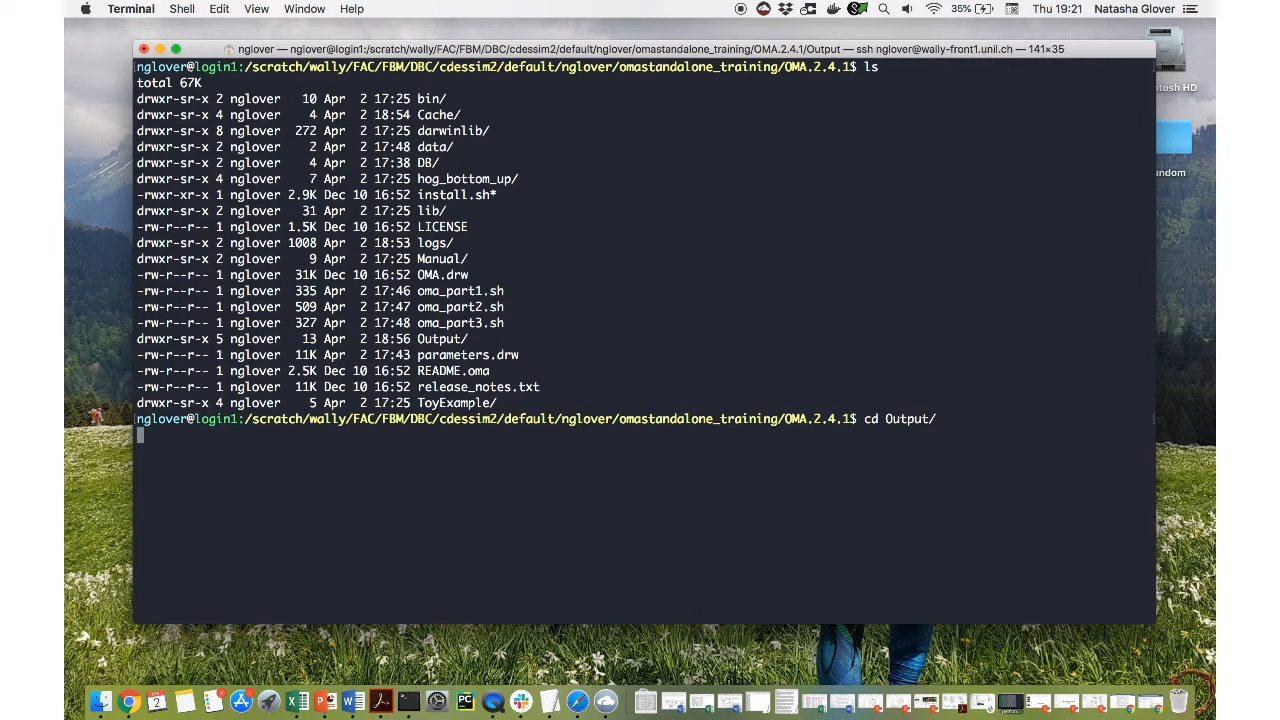 Terminal Shell Edit View Window Help 35% Thu 19:21 Natasha Glover
nglover — nglover@login1:/scratch/wally/FAC/FBM/DBC/cdessim2/default/nglover/omastandalone_training/OMA.2.4.1/Output — ssh nglover@wally-front1.unil.ch — 141×35
nglover@login1:/scratch/wally/FAC/FBM/DBC/cdessim2/default/nglover/omastandalone_training/OMA.2.4.1$ ls
total 67K
drwxr-sr-x 2 nglover   10 Apr  2 17:25 bin/
drwxr-sr-x 4 nglover    4 Apr  2 18:54 Cache/
drwxr-sr-x 8 nglover  272 Apr  2 17:25 darwinlib/
drwxr-sr-x 2 nglover    2 Apr  2 17:48 data/
drwxr-sr-x 2 nglover    4 Apr  2 17:38 DB/
drwxr-sr-x 4 nglover    7 Apr  2 17:25 hog_bottom_up/
-rwxr-xr-x 1 nglover 2.9K Dec 10 16:52 install.sh*
drwxr-sr-x 2 nglover   31 Apr  2 17:25 lib/
-rw-r--r-- 1 nglover 1.5K Dec 10 16:52 LICENSE
drwxr-sr-x 2 nglover 1008 Apr  2 18:53 logs/
drwxr-sr-x 2 nglover    9 Apr  2 17:25 Manual/
-rw-r--r-- 1 nglover  31K Dec 10 16:52 OMA.drw
-rw-r--r-- 1 nglover  335 Apr  2 17:46 oma_part1.sh
-rw-r--r-- 1 nglover  509 Apr  2 17:47 oma_part2.sh
-rw-r--r-- 1 nglover  327 Apr  2 17:48 oma_part3.sh
drwxr-sr-x 5 nglover   13 Apr  2 18:56 Output/
-rw-r--r-- 1 nglover  11K Apr  2 17:43 parameters.drw
-rw-r--r-- 1 nglover 2.5K Dec 10 16:52 README.oma
-rw-r--r-- 1 nglover  11K Dec 10 16:52 release_notes.txt
drwxr-sr-x 4 nglover    5 Apr  2 17:25 ToyExample/
nglover@login1:/scratch/wally/FAC/FBM/DBC/cdessim2/default/nglover/omastandalone_training/OMA.2.4.1$ cd Output/
tosh HD
ndom